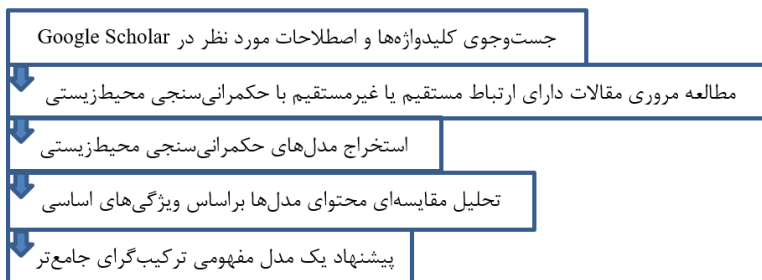 جست‌وجوی کلیدواژه‌ها و اصطلاحات مورد نظر در Google Scholar
مطالعه مروری مقالات دارای ارتباط مستقیم یا غیرمستقیم با حکمرانی‌سنجی محیط‌زیستی
استخراج مدل‌های حکمرانی‌سنجی محیط‌زیستی
تحلیل مقایسه‌ای محتوای مدل‌ها براساس ویژگی‌های اساسی
پیشنهاد یک مدل مفهومی ترکیب‌گرای جامع‌تر